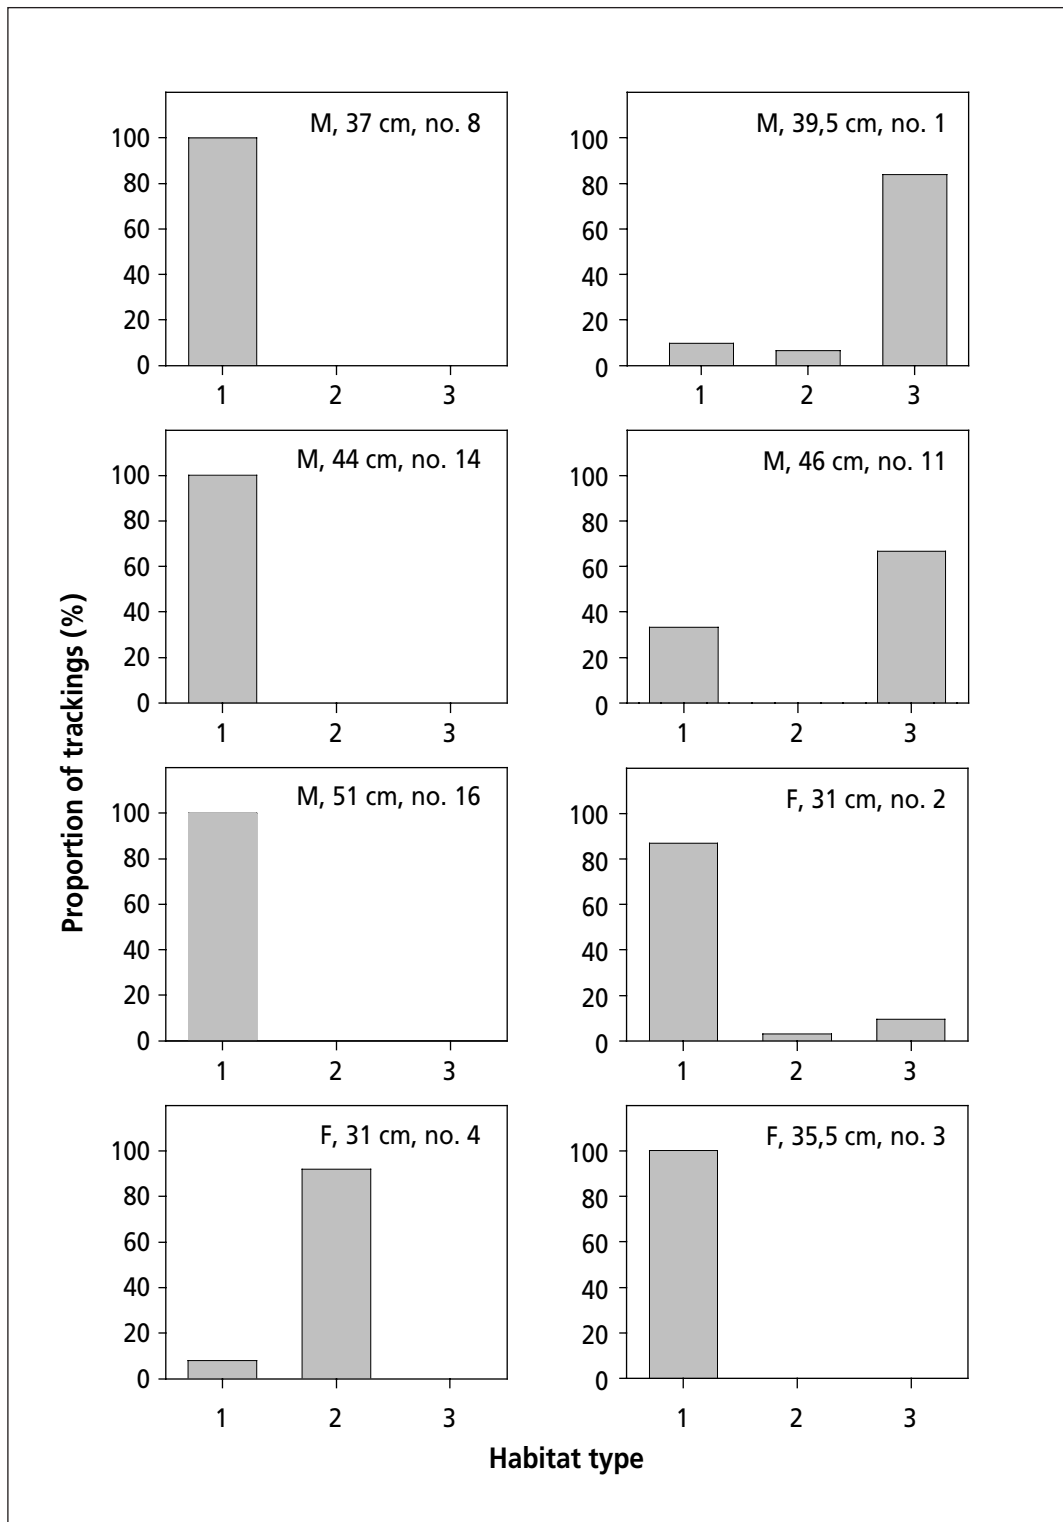 M, 37 cm, no. 8
100
80
60
40
20
0
1 2 3
M, 39,5 cm, no. 1
100
80
60
40
20
0
1 2 3
M, 44 cm, no. 14
100
80
60
40
20
0
1 2 3
M, 46 cm, no. 11
100
80
60
40
20
0
1 2 3
M, 51 cm, no. 16
100
80
60
40
20
0
1 2 3
F, 31 cm, no. 2
100
80
60
40
20
0
1 2 3
F, 31 cm, no. 4
100
80
60
40
20
0
1 2 3
F, 35,5 cm, no. 3
100
80
60
40
20
0
1 2 3
Proportion of trackings (%)
Habitat type